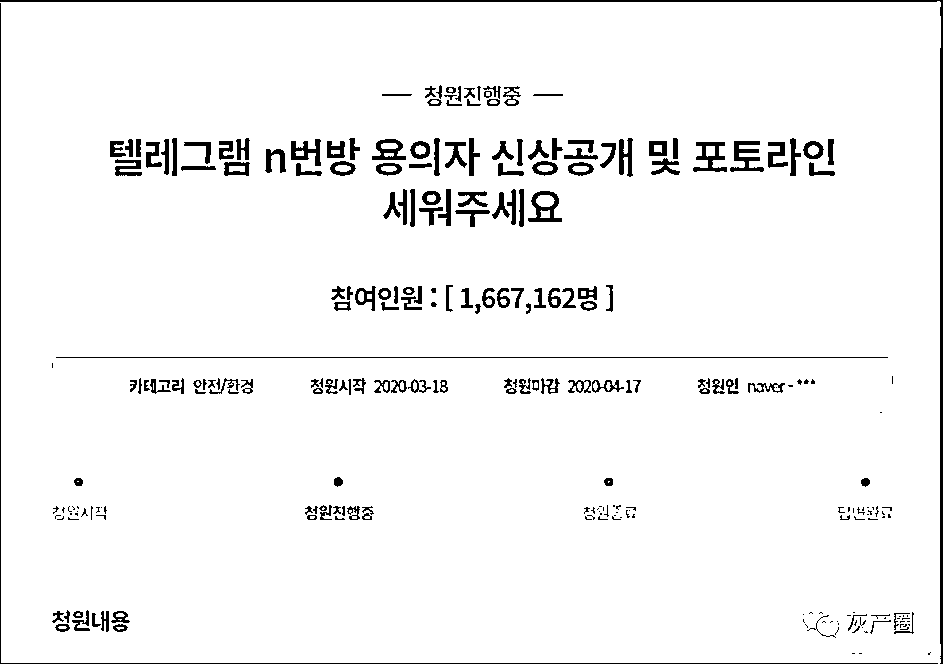 청원진행중
텔레그램 n번방 용의자 신상공개 및 포토라인
세워주세요
참여인원 : [ 1,667,162명 ]
카테고리 안전/환경 청원시작 2020-03-18 청원마감 2020-04-17 청원인 naver - ***
청원시작 청원진행중 청원종료 답변완료
청원내용
灰产圈